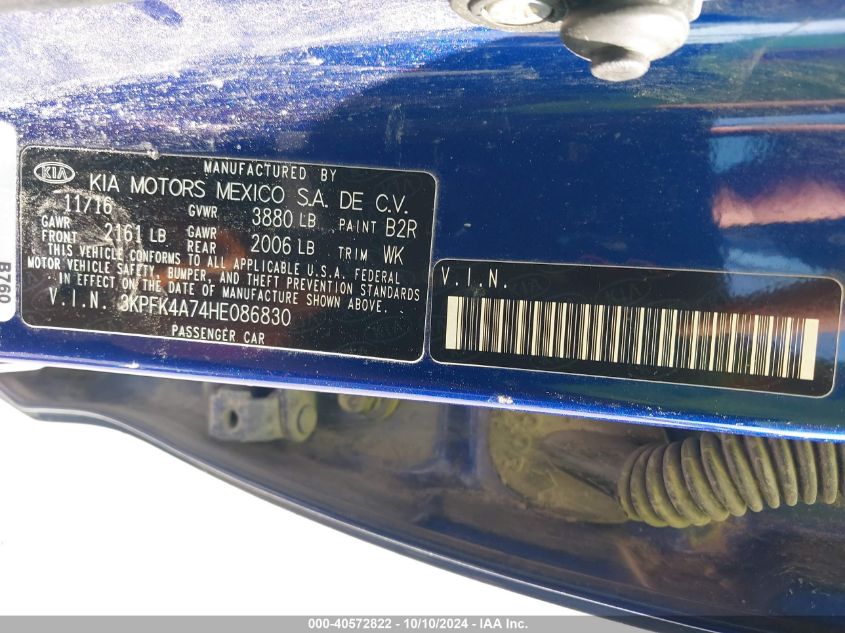 KIA
MANUFACTURED BY
KIA MOTORS MEXICO S.A. DE C.V.
11/16 GVWR 3880 LB PAINT B2R
GAWR FRONT 2161 LB GAWR REAR 2006 LB TRIM WK
THIS VEHICLE CONFORMS TO ALL APPLICABLE U.S.A. FEDERAL
MOTOR VEHICLE SAFETY, BUMPER, AND THEFT PREVENTION STANDARDS
IN EFFECT ON THE DATE OF MANUFACTURE SHOWN ABOVE.
V.I.N. 3KPFK4A74HE086830
PASSENGER CAR
V.I.N.
B760
000-40572822 - 10/10/2024 - IAA Inc.